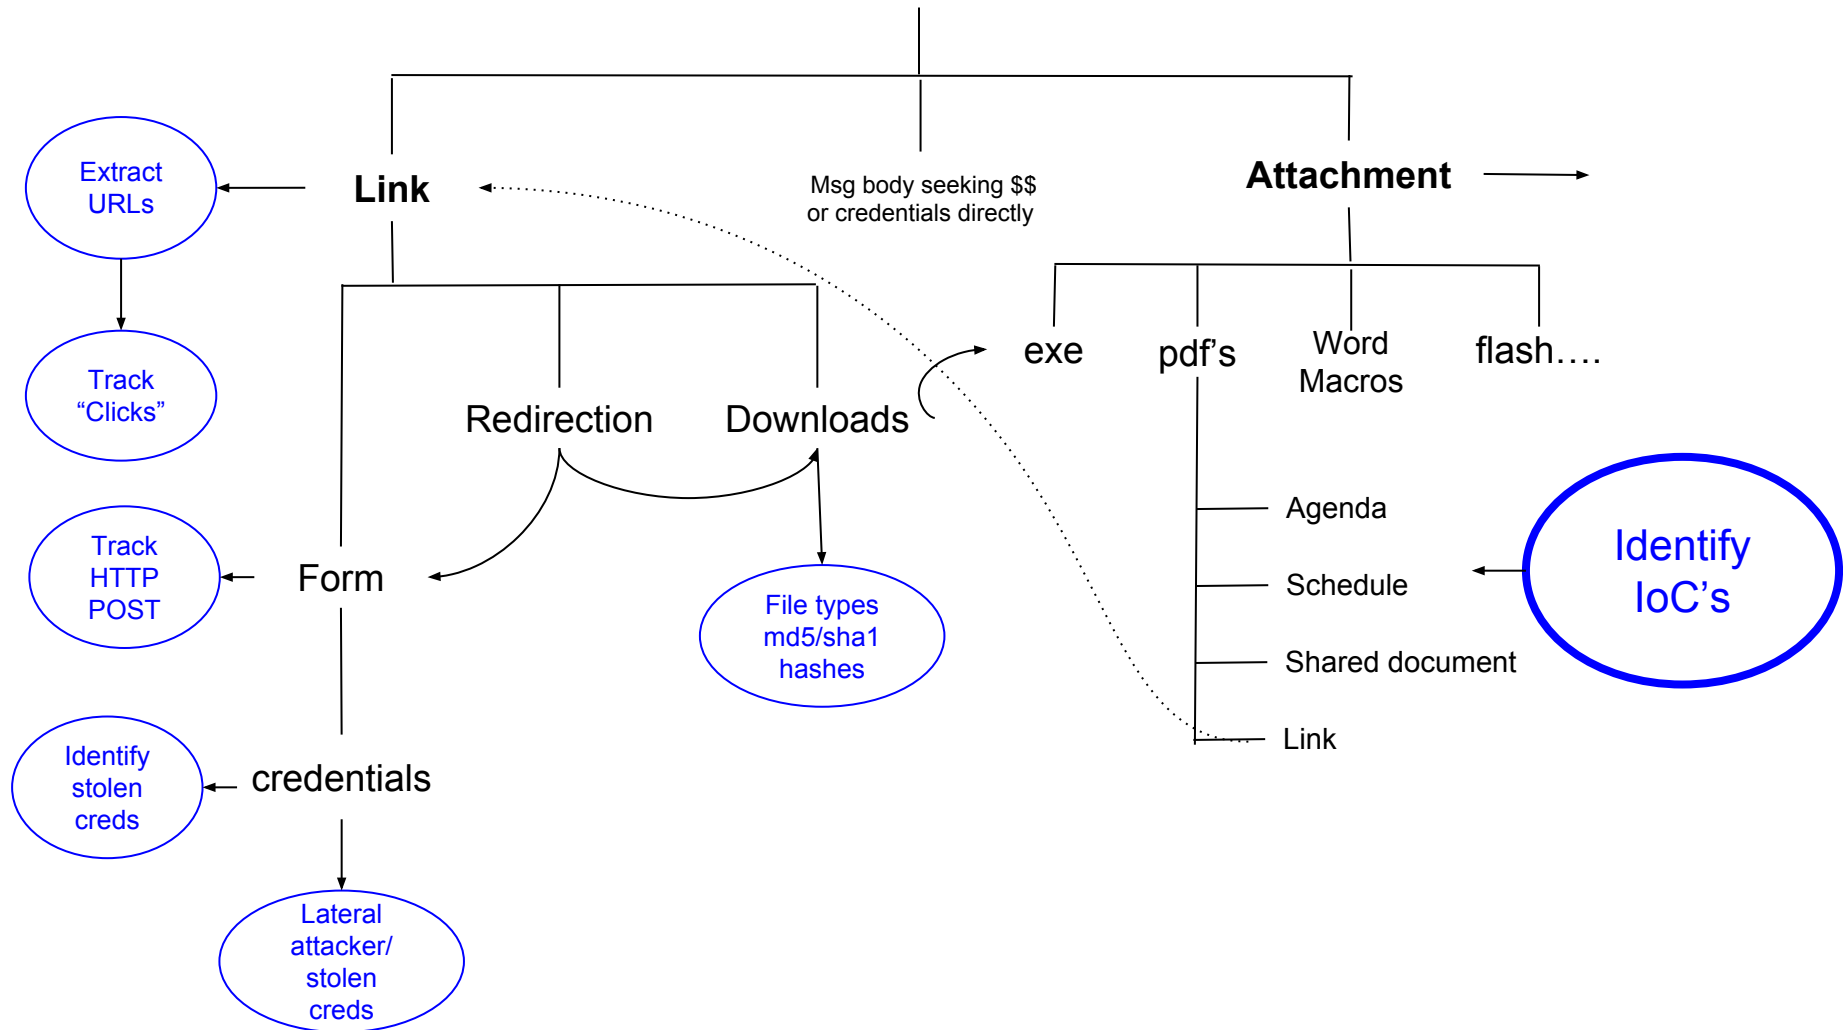 Extract
URLs
Link
Msg body seeking $$
or credentials directly
Attachment
Track
“Clicks”
Redirection
Downloads
exe
pdf’s
Word
Macros
flash….
Agenda
Schedule
Shared document
Link
Identify
IoC’s
Track
HTTP
POST
Form
File types
md5/sha1
hashes
Identify
stolen
creds
credentials
Lateral
attacker/
stolen
creds